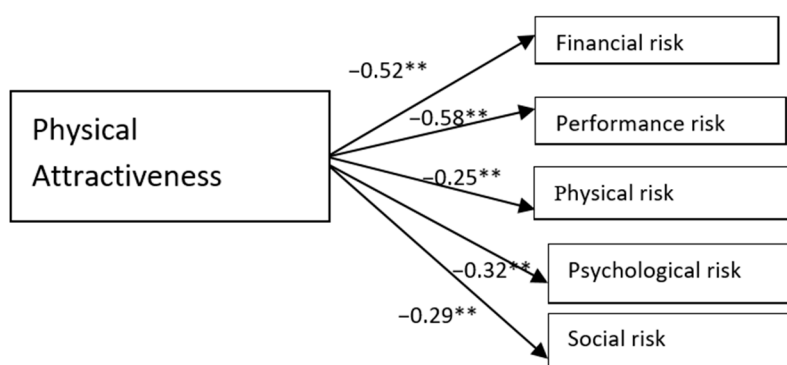 Financial risk
−0.52**
−0.58**
Performance risk
Physical
Attractiveness
−0.25**
Physical risk
−0.32**
Psychological risk
−0.29**
Social risk